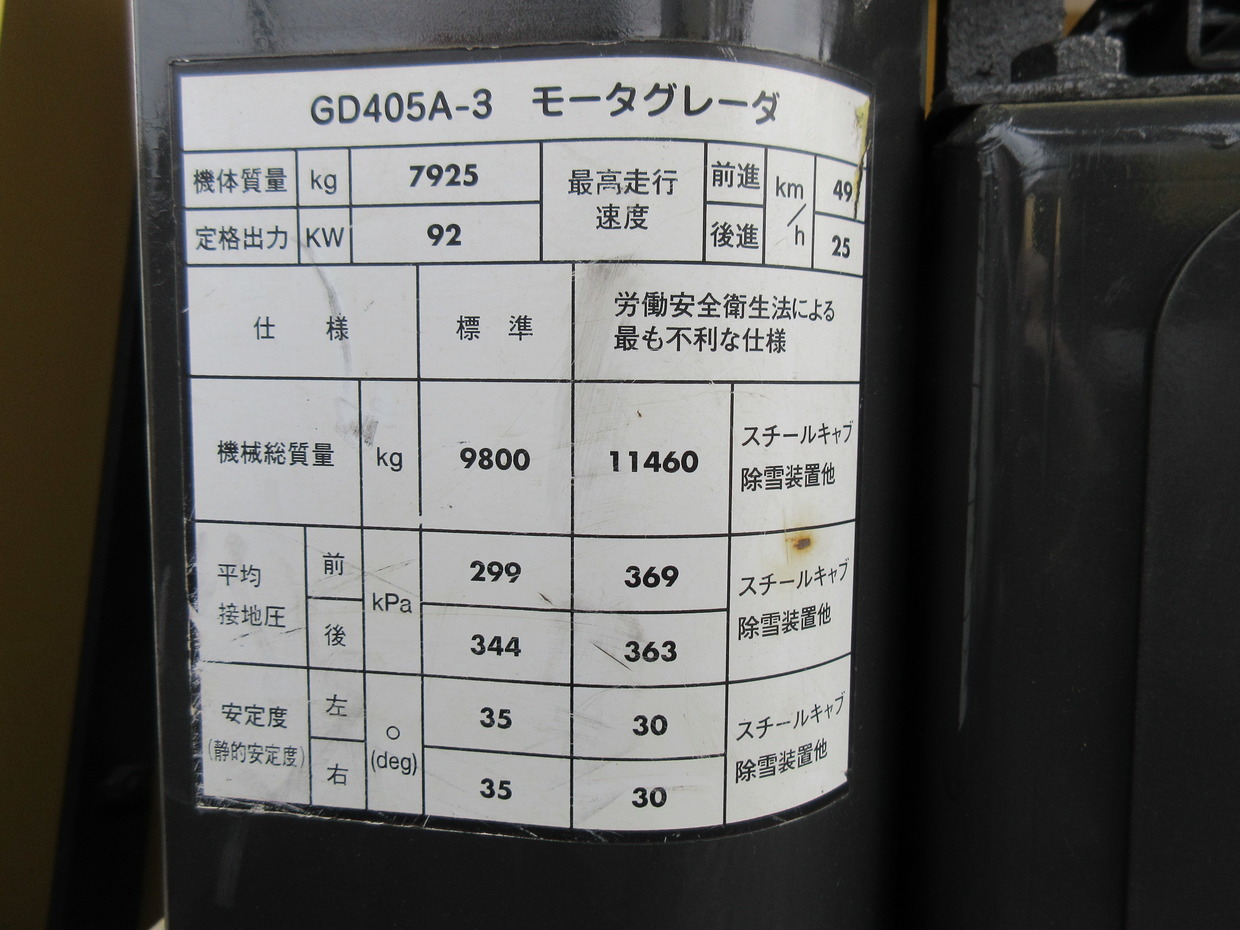 GD405A-3 モータグレーダ
機体質量 kg 7925 最高走行速度 前進 km/h 49
定格出力 KW 92 後進 25
仕様 標準 労働安全衛生法による
最も不利な仕様
機械総質量 kg 9800 11460 スチールキャブ
除雪装置他
平均
接地圧 前 kPa 299 369 スチールキャブ
後 344 363 除雪装置他
安定度 左 ° 35 30 スチールキャブ
(静的安定度) 右 (deg) 35 30 除雪装置他